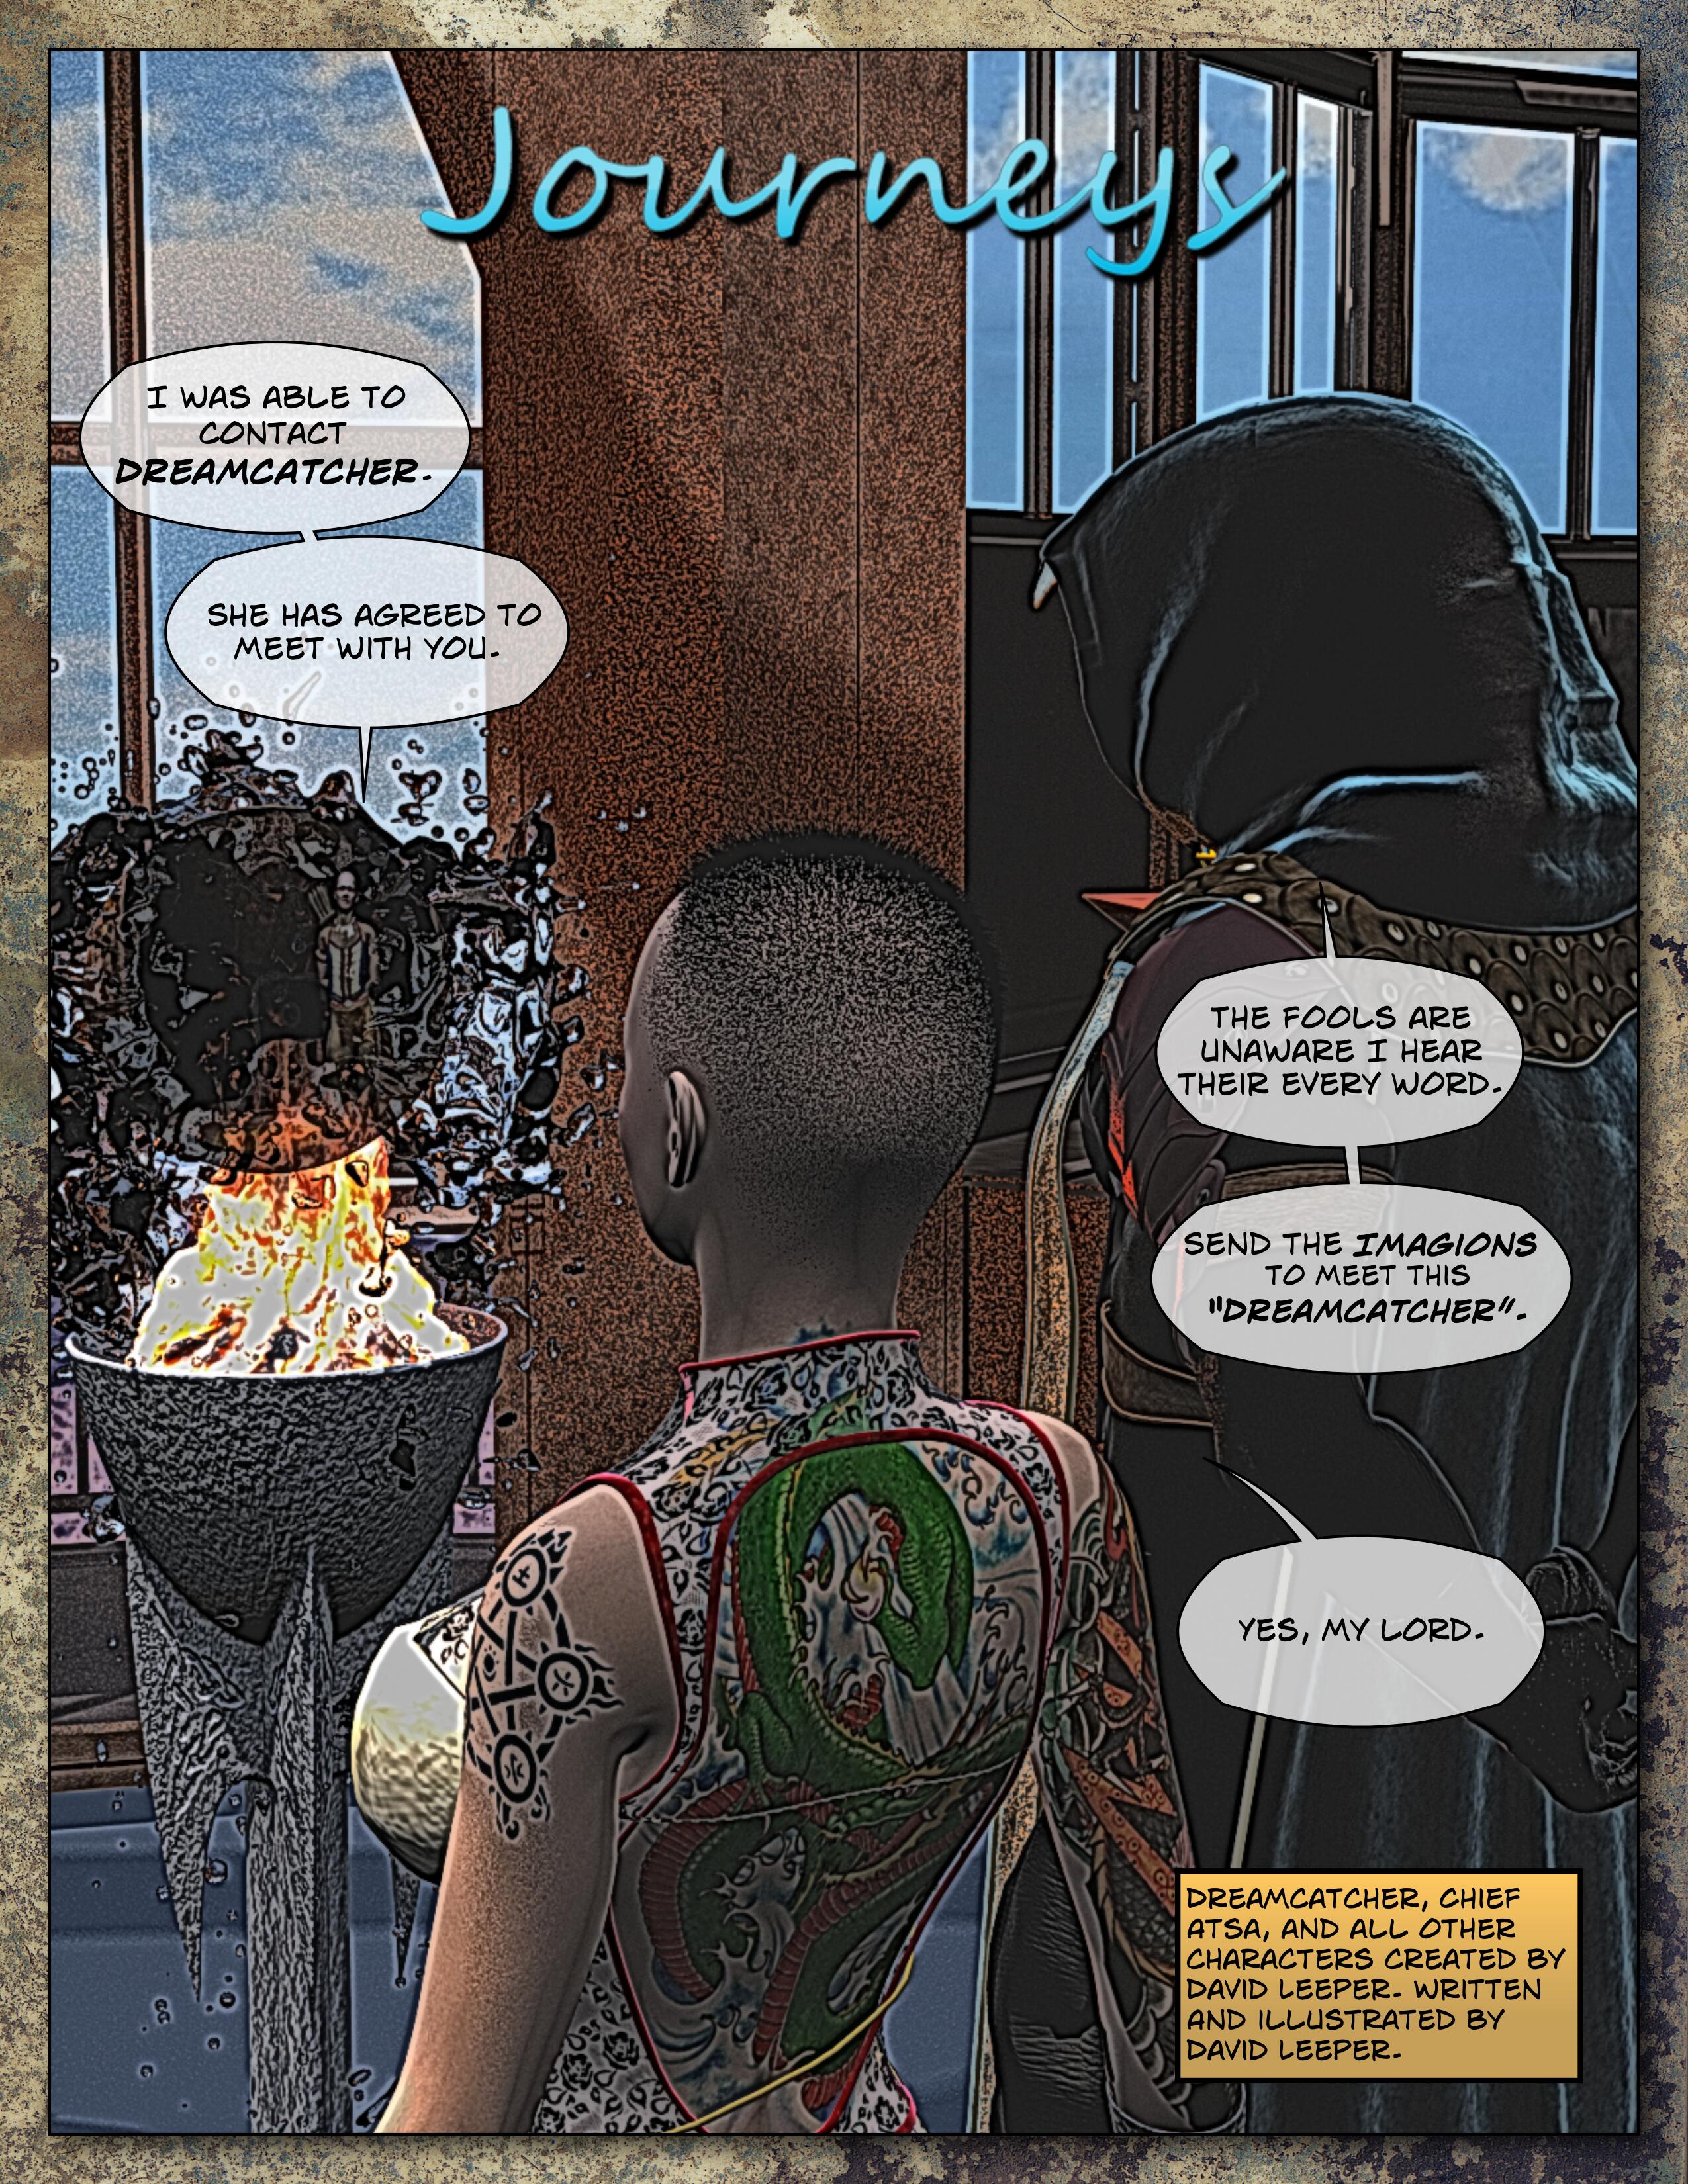 Journeys
I WAS ABLE TO
CONTACT
DREAMCATCHER.
SHE HAS AGREED TO
MEET WITH YOU.
THE FOOLS ARE
UNAWARE I HEAR
THEIR EVERY WORD.
SEND THE IMAGIONS
TO MEET THIS
"DREAMCATCHER".
YES, MY LORD.
DREAMCATCHER, CHIEF
ATSA, AND ALL OTHER
CHARACTERS CREATED BY
DAVID LEEPER. WRITTEN
AND ILLUSTRATED BY
DAVID LEEPER.